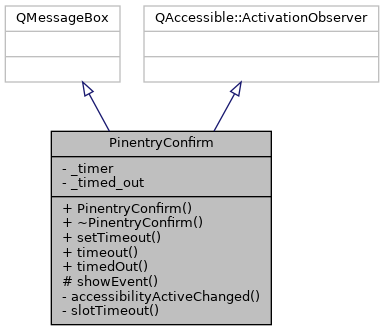 QMessageBox
QAccessible::ActivationObserver
PinentryConfirm
- _timer
- _timed_out
+ PinentryConfirm()
+ ~PinentryConfirm()
+ setTimeout()
+ timeout()
+ timedOut()
# showEvent()
- accessibilityActiveChanged()
- slotTimeout()